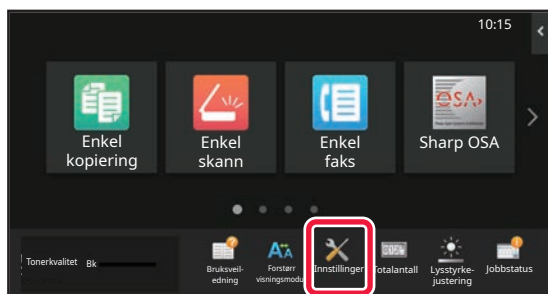 10:15
Enkel
kopiering
Enkel
skann
Enkel
faks
OSA
Sharp OSA
Tonerkvalitet Bk
Bruksveil-
edning
Forstørr
visningsmodu
Innstillinger
Totalantall
Lysstyrke-
justering
Jobbstatus